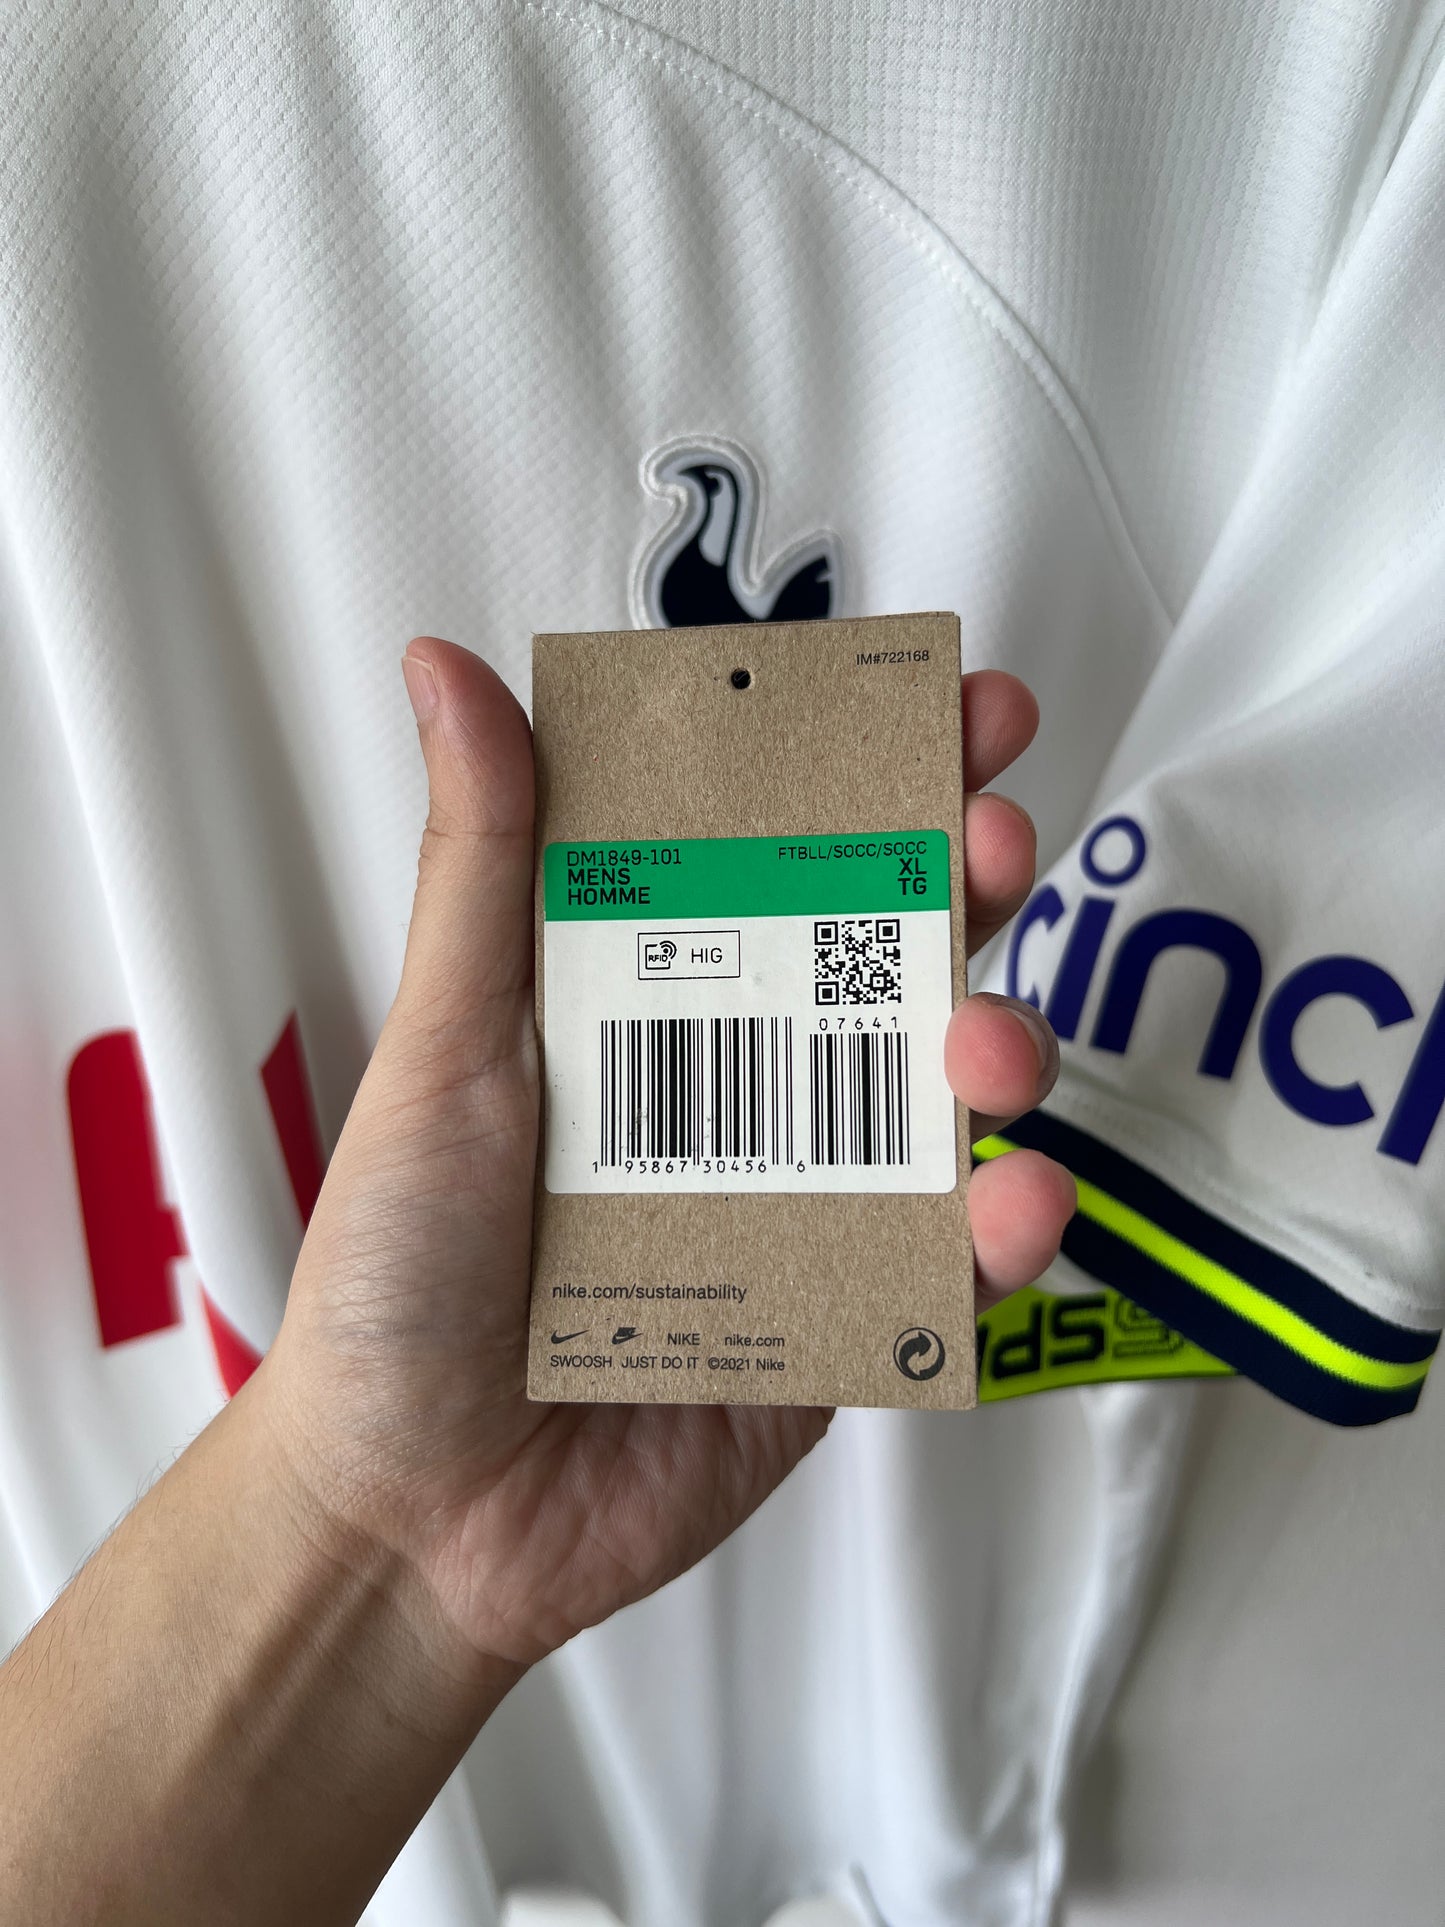 IM#722168
DM1849-101 FTBLL/SOCC/SOCC
MENS XL
HOMME TG
RFID HIG
07641
1 95867 30456 6
nike.com/sustainability
NIKE nike.com
SWOOSH, JUST DO IT ©2021 Nike
cinc